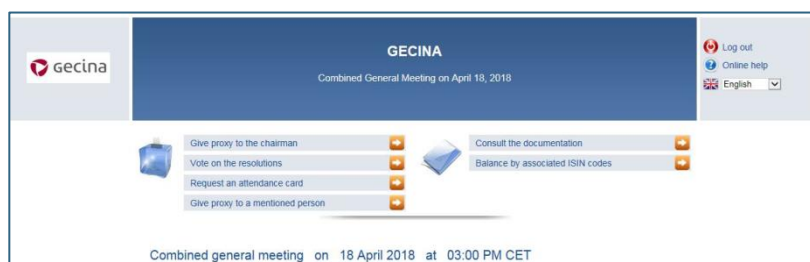 gecina
GECINA
Combined General Meeting on April 18, 2018
Log out
Online help
English
Give proxy to the chairman
Vote on the resolutions
Request an attendance card
Give proxy to a mentioned person
Consult the documentation
Balance by associated ISIN codes
Combined general meeting on 18 April 2018 at 03:00 PM CET